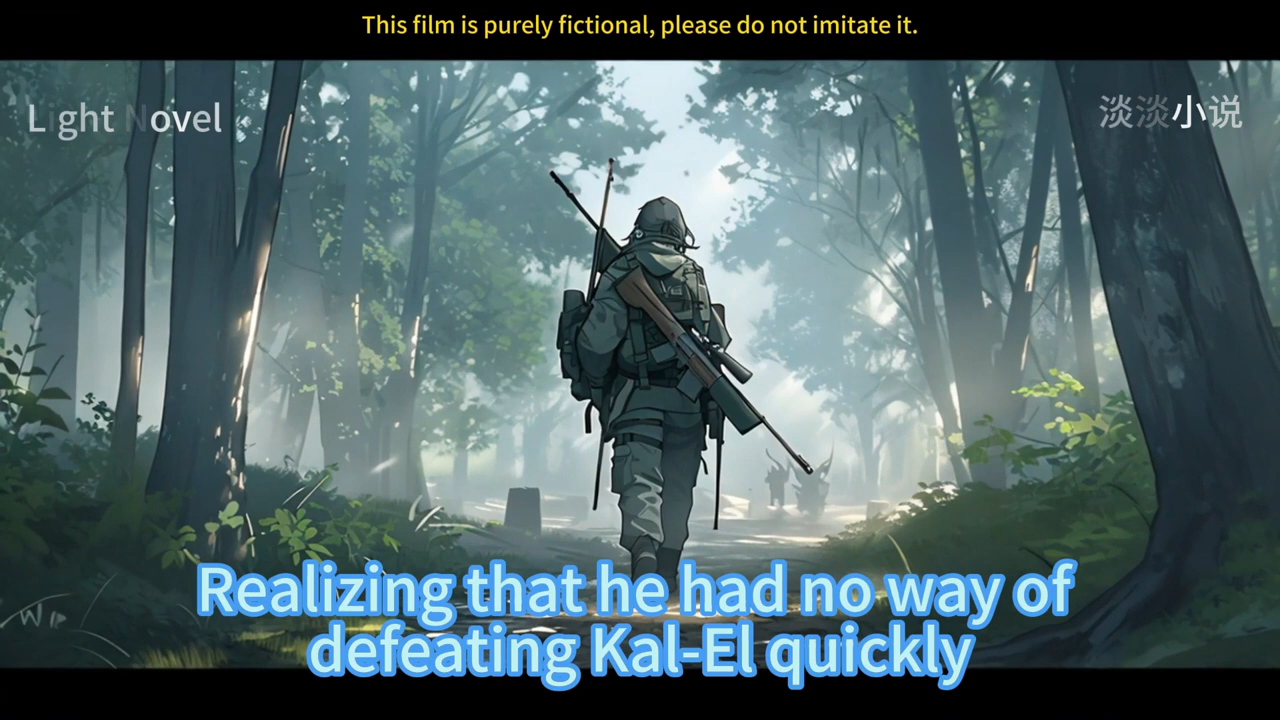 This film is purely fictional, please do not imitate it.
Light Novel
淡淡小说
Realizing that he had no way of
defeating Kal-El quickly